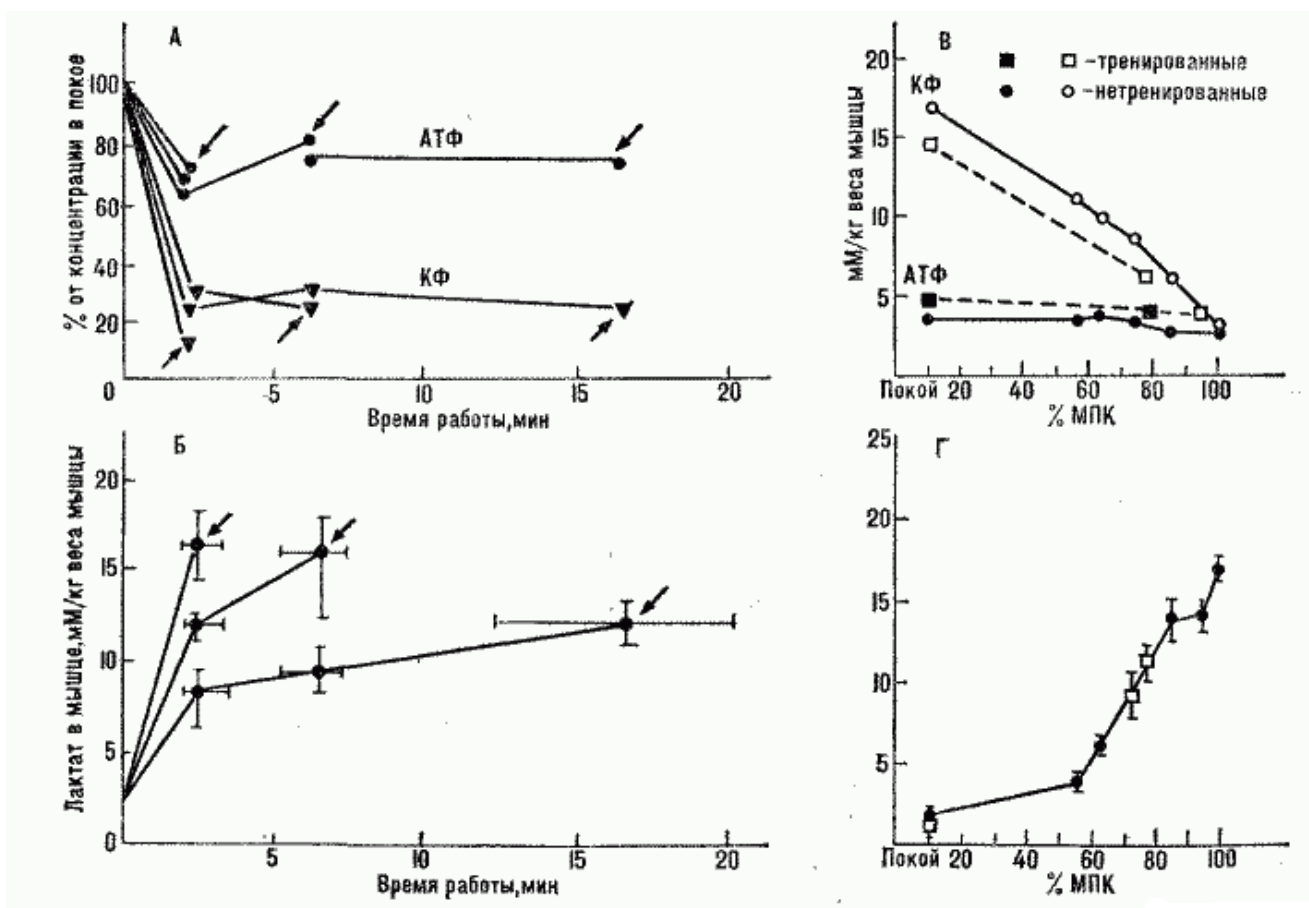 А
% от концентрации в покое
100
80
60
40
20
0
АТФ
КФ
5
10
15
20
Время работы,мин
В
-тренированные
-нетренированные
мМ/кг веса мышцы
20
15
10
5
КФ
АТФ
Покой 20 40 60 80 100
% МПК
Б
Лактат в мышце,мМ/кг веса мышцы
20
15
10
5
0
5
10
15
20
Время работы,мин
Г
25
20
15
10
5
Покой 20 40 60 80 100
% МПК